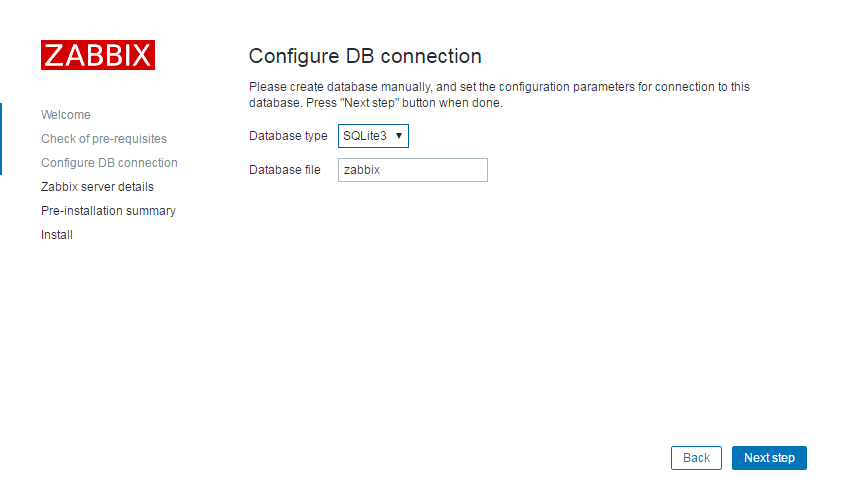 ZABBIX
Welcome
Check of pre-requisites
Configure DB connection
Zabbix server details
Pre-installation summary
Install
Configure DB connection
Please create database manually, and set the configuration parameters for connection to this
database. Press "Next step" button when done.
Database type SQLite3 ▼
Database file zabbix
Back Next step